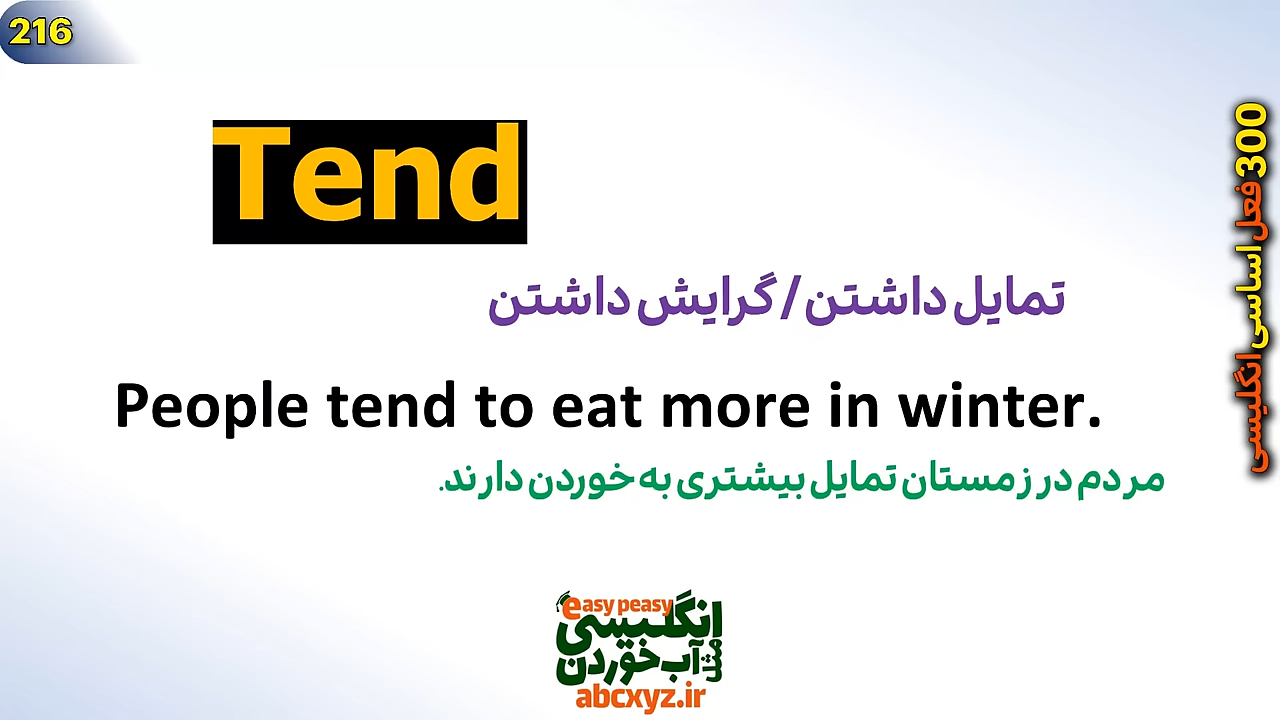 216
Tend
تمایل داشتن / گرایش داشتن
People tend to eat more in winter.
مردم در زمستان تمایل بیشتری به خوردن دارند.
300 فعل اساسی انگلیسی
easy peasy
انگلیسی
مثل آب خوردن
abcxyz.ir